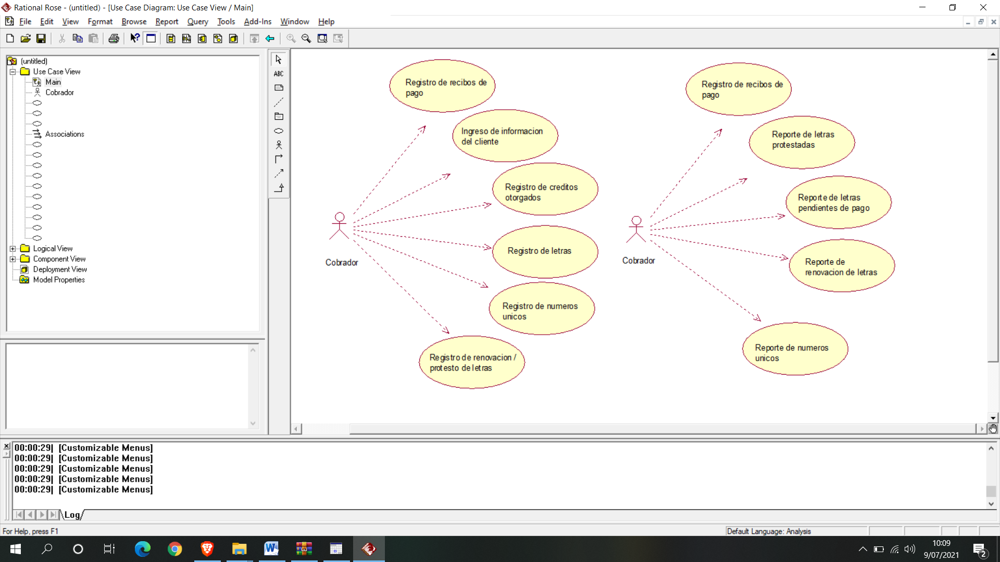 Rational Rose - (untitled) - [Use Case Diagram: Use Case View / Main]
File Edit View Format Browse Report Query Tools Add-Ins Window Help
(untitled)
Use Case View
Main
Cobrador
Associations
Logical View
Component View
Deployment View
Model Properties
ABC
Registro de recibos de
pago
Ingreso de informacion
del cliente
Registro de creditos
otorgados
Registro de letras
Registro de numeros
unicos
Registro de renovacion /
protesto de letras
Cobrador
Registro de recibos de
pago
Reporte de letras
protestadas
Reporte de letras
pendientes de pago
Reporte de
renovacion de letras
Reporte de numeros
unicos
Cobrador
00:00:29| [Customizable Menus]
00:00:29| [Customizable Menus]
00:00:29| [Customizable Menus]
00:00:29| [Customizable Menus]
00:00:29| [Customizable Menus]
Log
For Help, press F1
Default Language: Analysis
10:09
9/07/2021
2